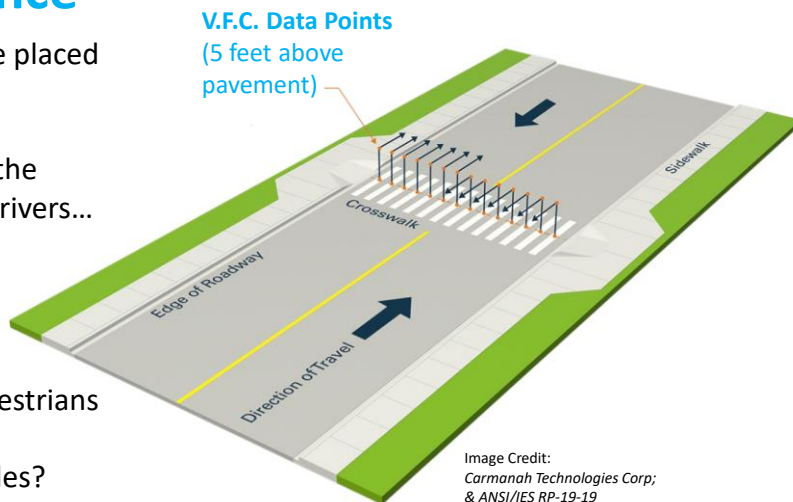 nce
V.F.C. Data Points
(5 feet above
pavement)
e placed
the
rivers…
estrians
les?
Sidewalk
Crosswalk
Edge of Roadway
Direction of Travel
Image Credit:
Carmanah Technologies Corp;
& ANSI/IES RP-19-19